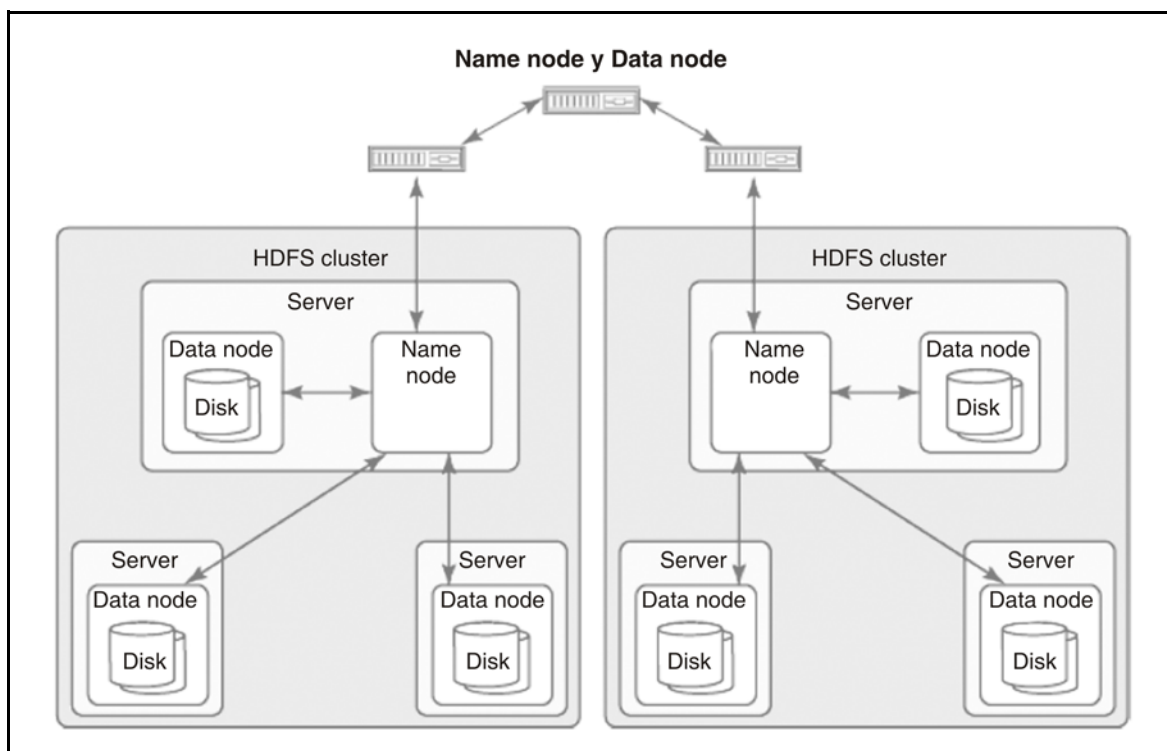 Name node y Data node
HDFS cluster
Server
Data node
Disk
Name
node
Server
Data node
Disk
Server
Data node
Disk
HDFS cluster
Server
Name
node
Data node
Disk
Server
Data node
Disk
Server
Data node
Disk